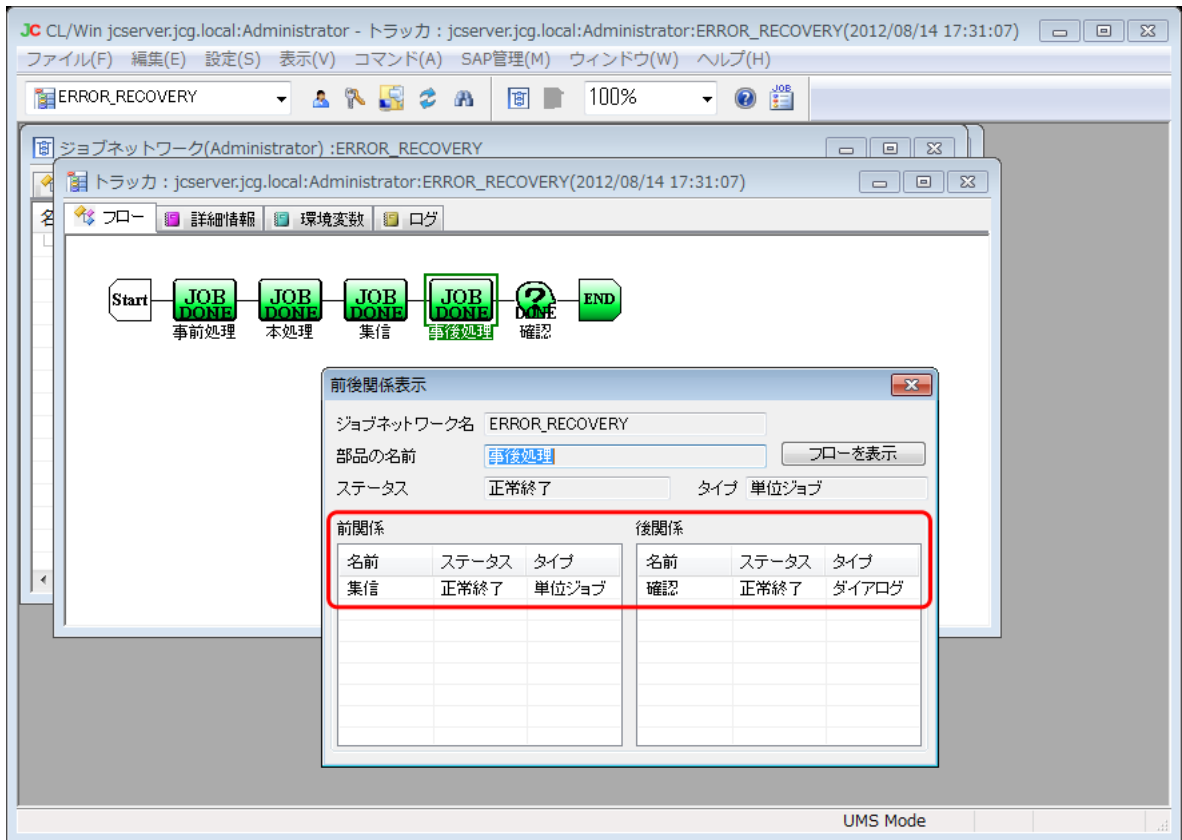 JC CL/Win jcserver.jcg.local:Administrator - トラッカ : jcserver.jcg.local:Administrator:ERROR_RECOVERY(2012/08/14 17:31:07)
ファイル(F) 編集(E) 設定(S) 表示(V) コマンド(A) SAP管理(M) ウィンドウ(W) ヘルプ(H)
ERROR_RECOVERY 100% JOB
ジョブネットワーク(Administrator) :ERROR_RECOVERY
トラッカ : jcserver.jcg.local:Administrator:ERROR_RECOVERY(2012/08/14 17:31:07)
名
フロー 詳細情報 環境変数 ログ
Start JOB DONE JOB DONE JOB DONE JOB DONE ? DONE END
事前処理 本処理 集信 事後処理 確認
前後関係表示
ジョブネットワーク名 ERROR_RECOVERY
部品の名前 事後処理 フローを表示
ステータス 正常終了 タイプ 単位ジョブ
前関係 後関係
名前 ステータス タイプ 名前 ステータス タイプ
集信 正常終了 単位ジョブ 確認 正常終了 ダイアログ
UMS Mode